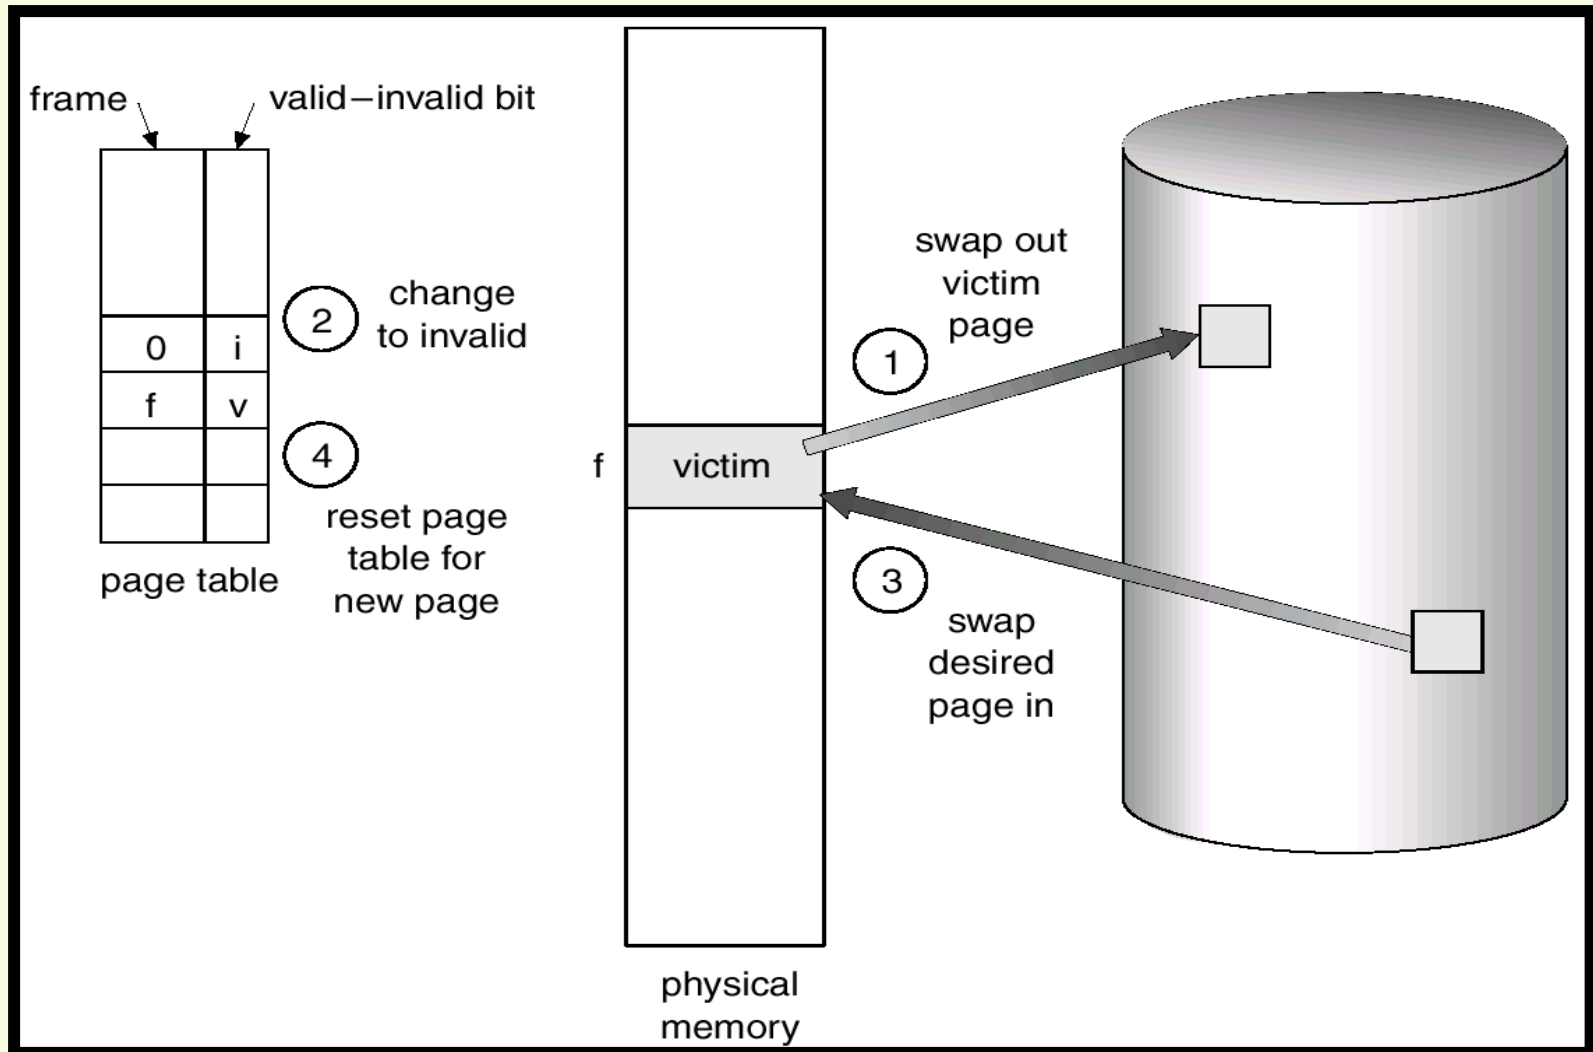 frame
valid–invalid bit
0 i
f v
2
change
to invalid
4
reset page
table for
new page
page table
f
victim
physical
memory
1
swap out
victim
page
3
swap
desired
page in